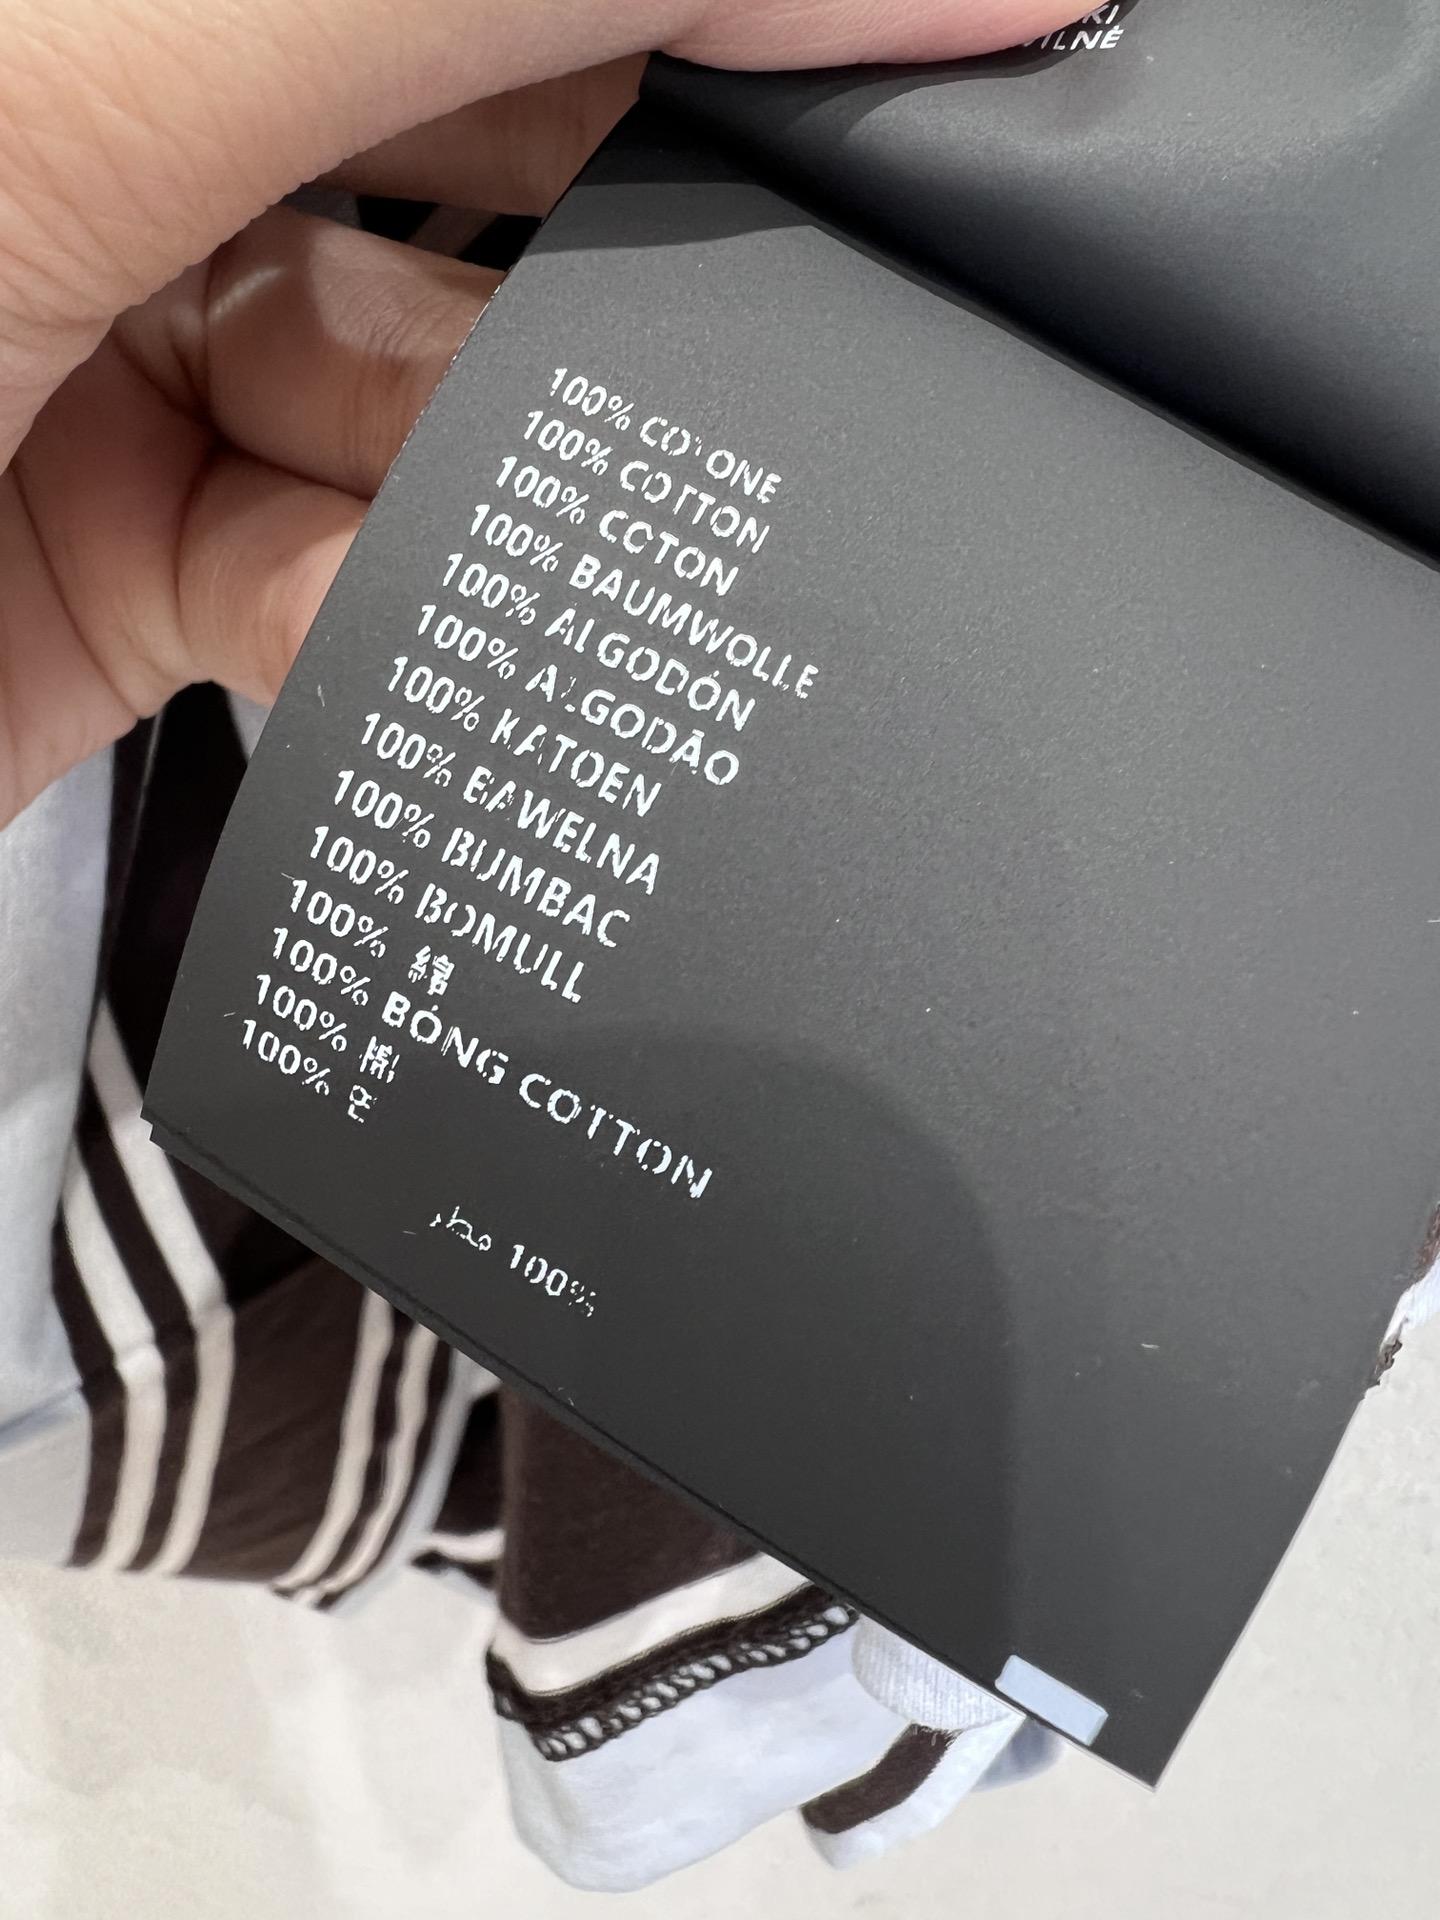 100% COTONE
100% COTTON
100% COTON
100% BAUMWOLLE
100% ALGODÓN
100% ALGODÃO
100% KATOEN
100% BAWELNA
100% BUMBAC
100% BOMULL
100% 綿
100% BÔNG COTTON
100% 棉
100% 면
100% قطن